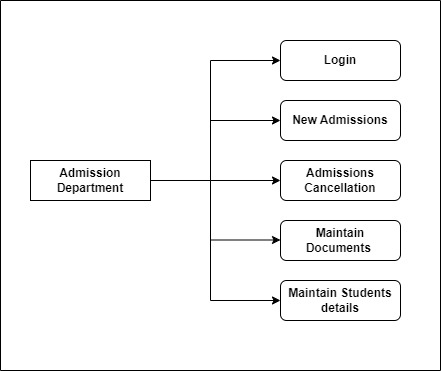 Login
New Admissions
Admission
Department
Admissions
Cancellation
Maintain
Documents
Maintain Students
details